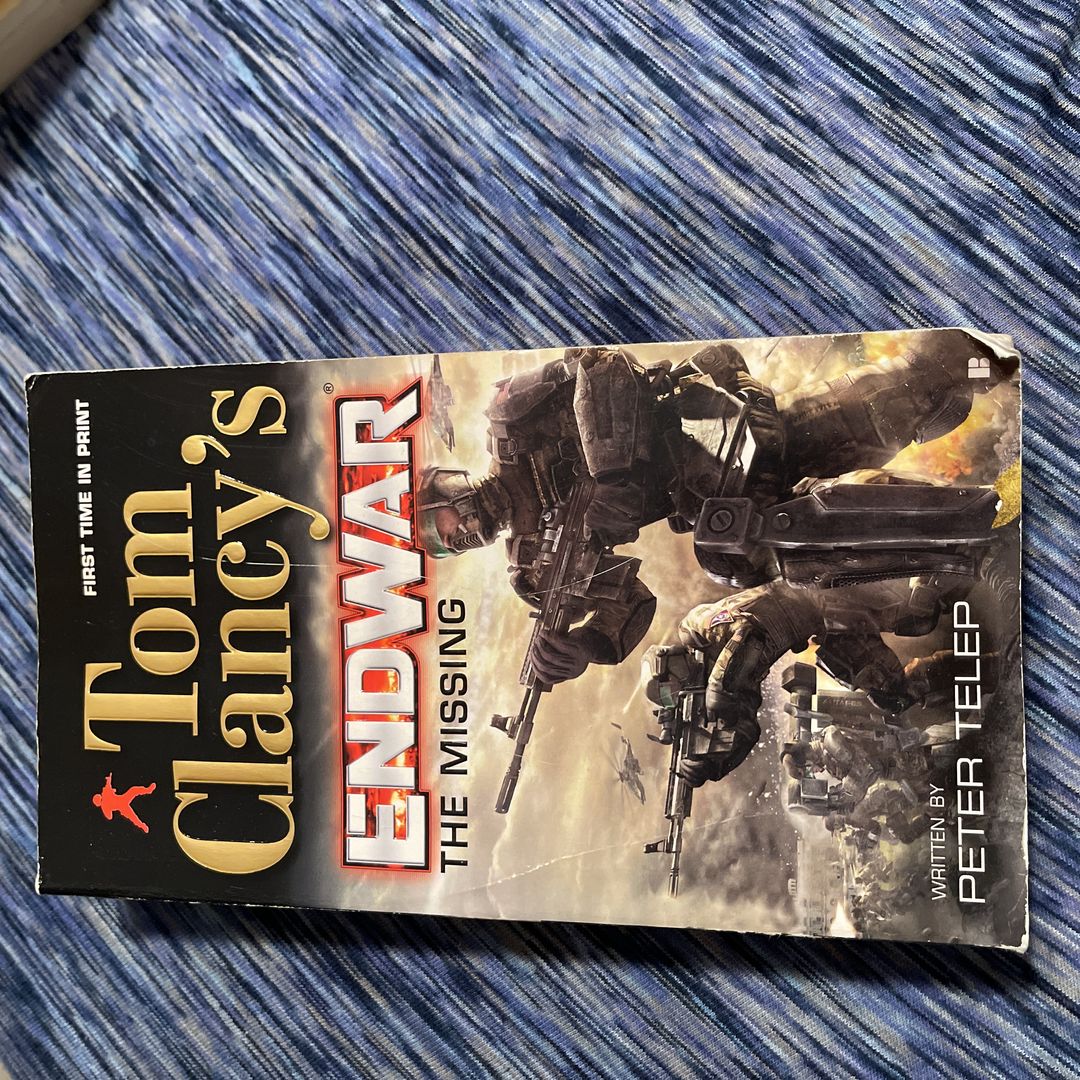 FIRST TIME IN PRINT
Tom
Clancy's
ENDWAR®
THE MISSING
WRITTEN BY
PETER TELEP